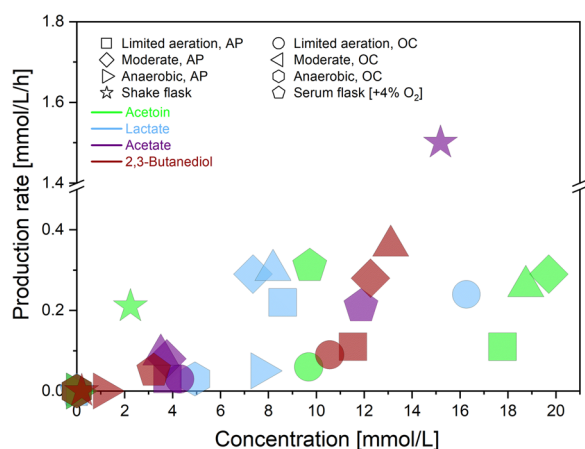 1.8
1.6
1.4
0.4
0.2
0.0
Production rate [mmol/L/h]
Limited aeration, AP
Limited aeration, OC
Moderate, AP
Moderate, OC
Anaerobic, AP
Anaerobic, OC
Shake flask
Serum flask [+4% O₂]
Acetoin
Lactate
Acetate
2,3-Butanediol
0 2 4 6 8 10 12 14 16 18 20
Concentration [mmol/L]